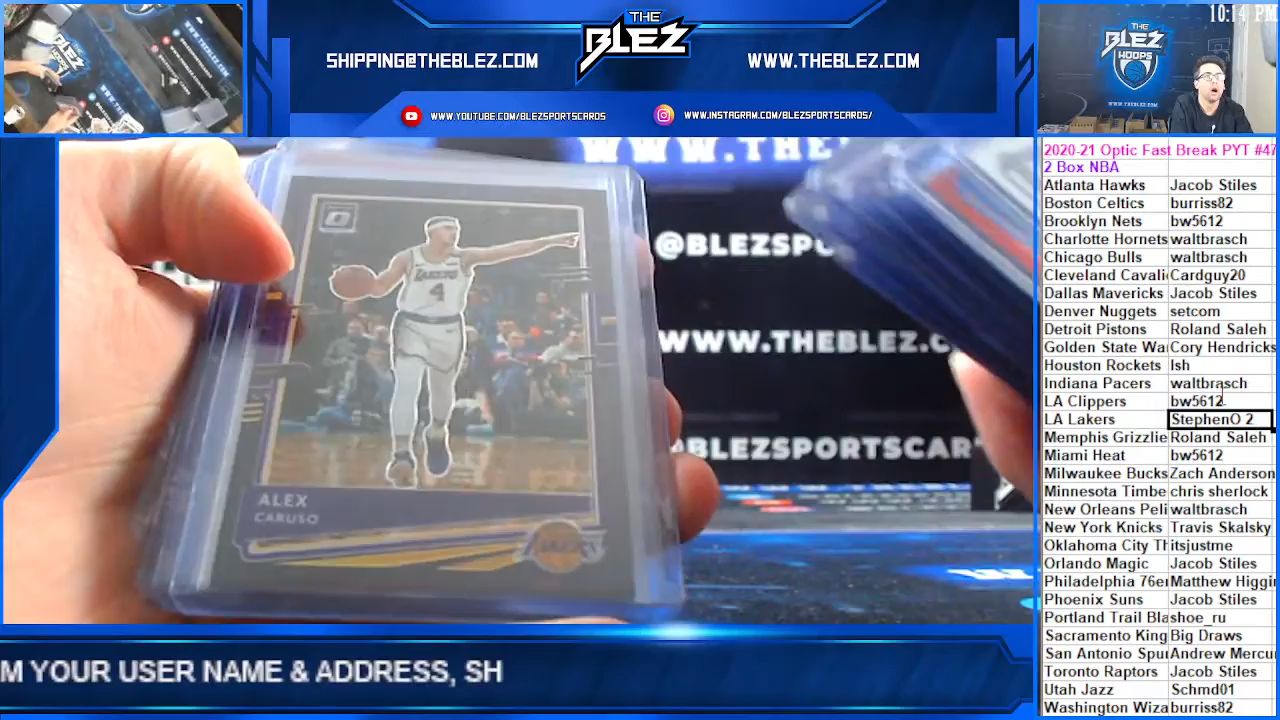 THE
BLEZ
SHIPPING@THEBLEZ.COM
WWW.THEBLEZ.COM
WWW.YOUTUBE.COM/BLEZSPORTSCARDS
WWW.INSTAGRAM.COM/BLEZSPORTSCARDS/
10:14 PM
THE
BLEZ
HOOPS
WWW.THEBLEZ.COM
WWW.THE
@BLEZSPO
WWW.THEBLEZ.C
@BLEZSPORTSCAR
LAKERS
4
ALEX
CARUSO
2020-21 Optic Fast Break PYT #47
2 Box NBA
Atlanta Hawks Jacob Stiles
Boston Celtics burriss82
Brooklyn Nets bw5612
Charlotte Hornets waltbrasch
Chicago Bulls waltbrasch
Cleveland Cavali Cardguy20
Dallas Mavericks Jacob Stiles
Denver Nuggets setcom
Detroit Pistons Roland Saleh
Golden State Wa Cory Hendricks
Houston Rockets Ish
Indiana Pacers waltbrasch
LA Clippers bw5612
LA Lakers StephenO 2
Memphis Grizzlie Roland Saleh
Miami Heat bw5612
Milwaukee Bucks Zach Anderson
Minnesota Timbe chris sherlock
New Orleans Peli waltbrasch
New York Knicks Travis Skalsky
Oklahoma City Th itsjustme
Orlando Magic Jacob Stiles
Philadelphia 76e Matthew Higgi
Phoenix Suns Jacob Stiles
Portland Trail Bla shoe_ru
Sacramento King Big Draws
San Antonio Spu Andrew Mercu
Toronto Raptors Jacob Stiles
Utah Jazz Schmd01
Washington Wiza burriss82
M YOUR USER NAME & ADDRESS, SH